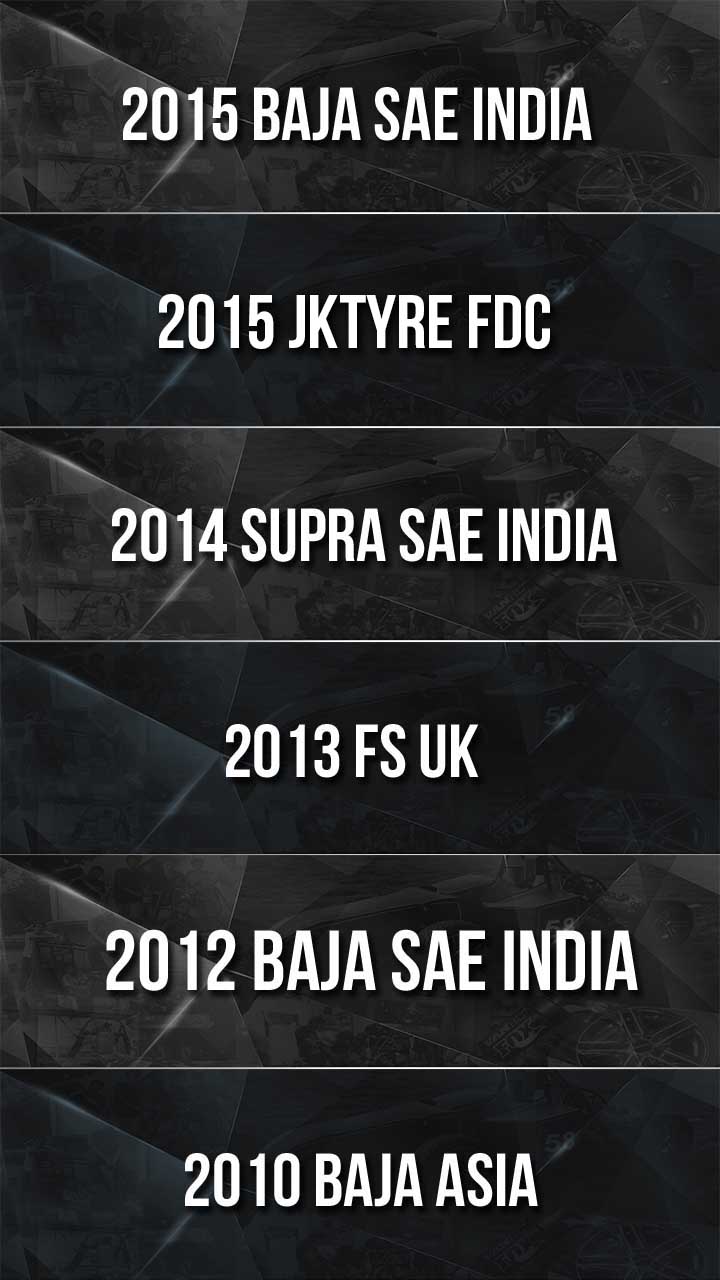 2015 BAJA SAE INDIA
2015 JKTYRE FDC
2014 SUPRA SAE INDIA
2013 FS UK
2012 BAJA SAE INDIA
2010 BAJA ASIA